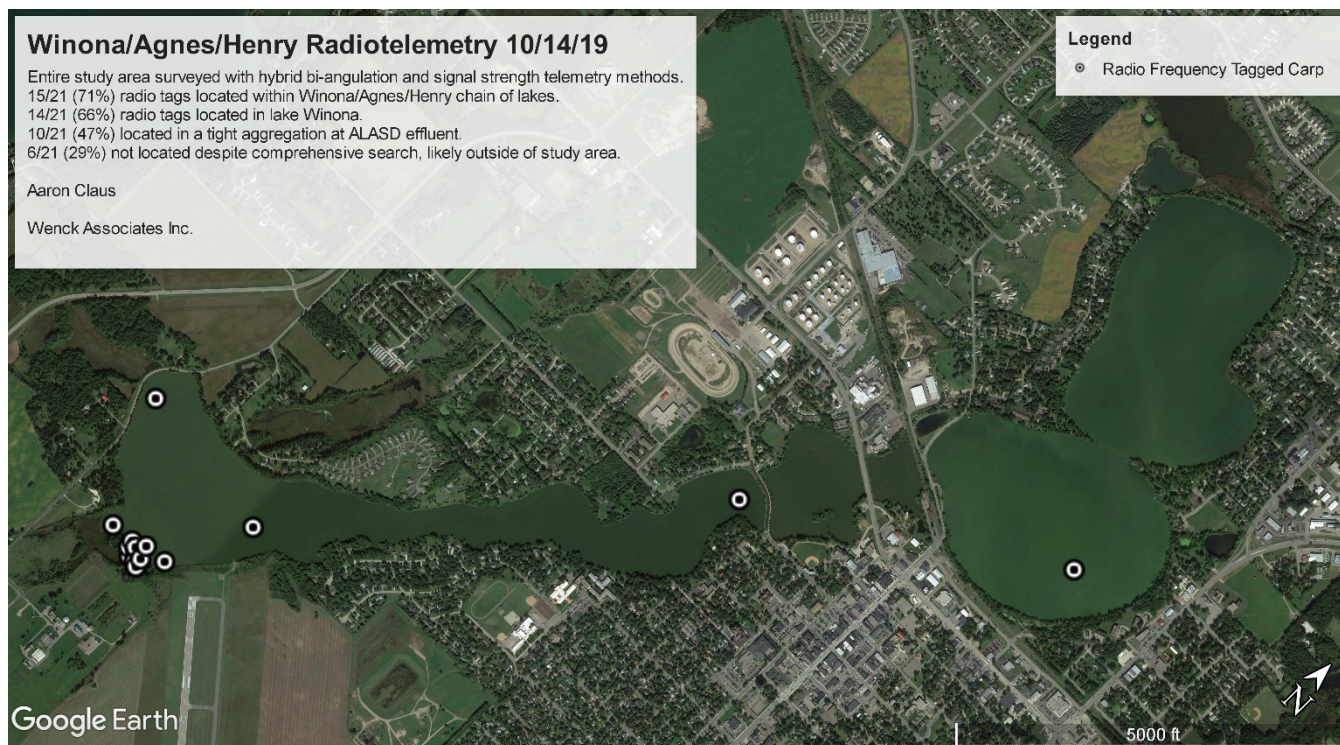 Winona/Agnes/Henry Radiotelemetry 10/14/19
Entire study area surveyed with hybrid bi-angulation and signal strength telemetry methods.
15/21 (71%) radio tags located within Winona/Agnes/Henry chain of lakes.
14/21 (66%) radio tags located in lake Winona.
10/21 (47%) located in a tight aggregation at ALASD effluent.
6/21 (29%) not located despite comprehensive search, likely outside of study area.
Aaron Claus
Wenck Associates Inc.
Legend
Radio Frequency Tagged Carp
Google Earth
N
5000 ft